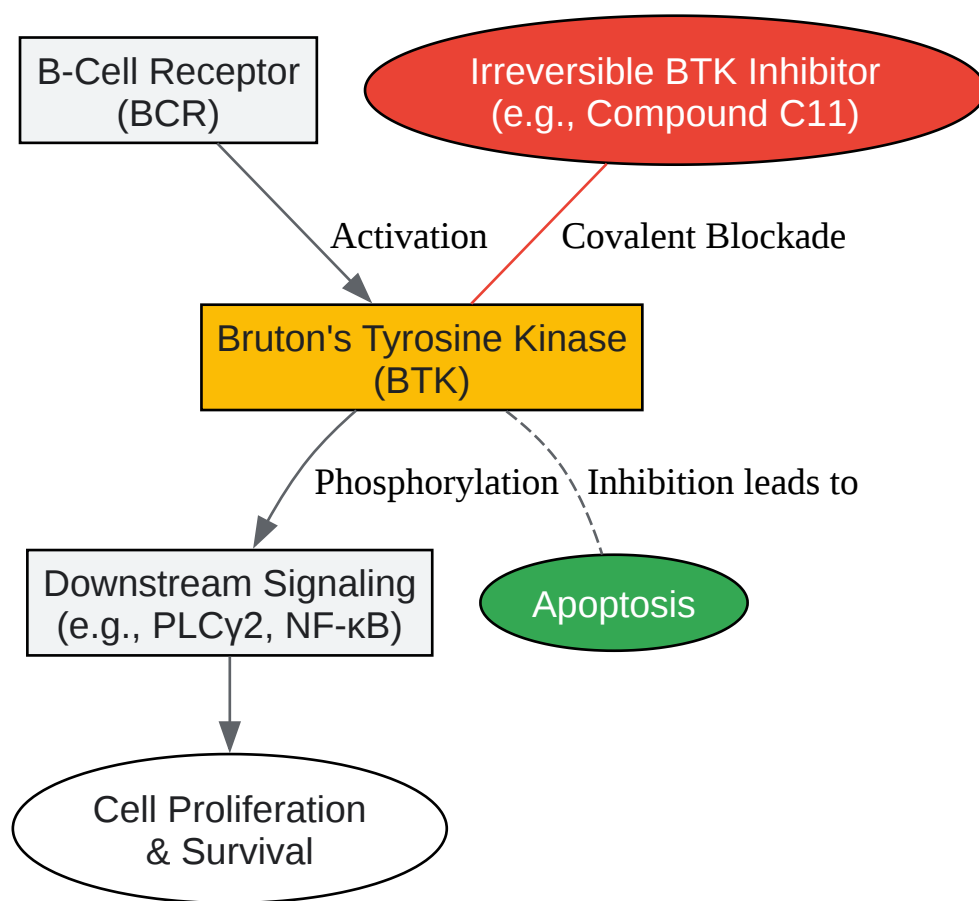 B-Cell Receptor
(BCR)
Irreversible BTK Inhibitor
(e.g., Compound C11)
Activation
Covalent Blockade
Bruton's Tyrosine Kinase
(BTK)
Phosphorylation
Inhibition leads to
Downstream Signaling
(e.g., PLCγ2, NF-κB)
Apoptosis
Cell Proliferation
& Survival